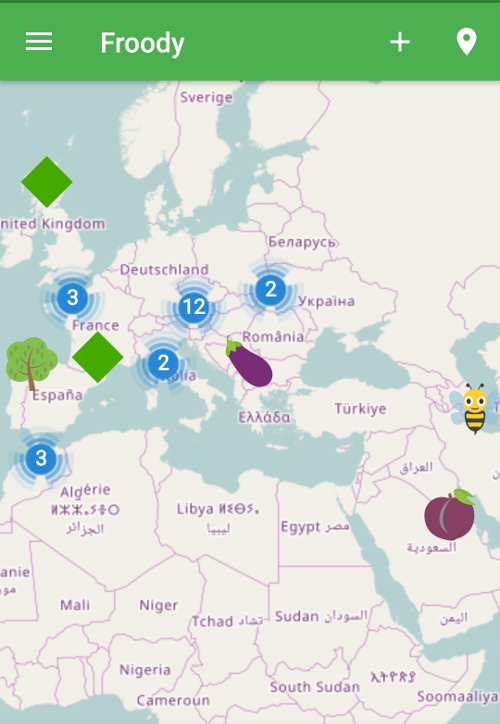 Froody
Sverige
nited Kingdom
Беларусь
Deutschland
3
12
2
Україна
France
România
2
España
Türkiye
Ελλάδα
3
العراق
Algérie
ⵍⵣⵣⴰⵢⴻⵔ
الجزائر
Libya ⵍⵉⴱⵢⴰ
ليبيا
Egypt مصر
السعودية
anie
Mali
Niger
Tchad تشاد
Sudan السودان
اليمن
Nigeria
South Sudan
ኢትዮጵያ
Cameroun
Soomaaliya